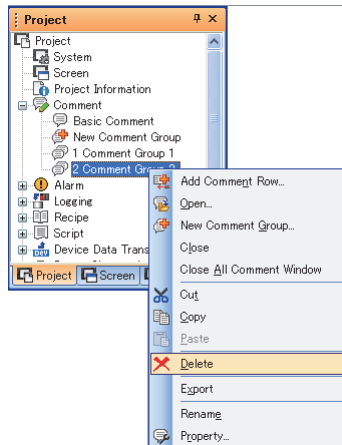 Project
Project
System
Screen
Project Information
Comment
Basic Comment
New Comment Group
1 Comment Group 1
2 Comment Group 2
Alarm
Logging
Recipe
Script
Device Data Trans
Project
Screen
Add Comment Row...
Open...
New Comment Group...
Close
Close All Comment Window
Cut
Copy
Paste
Delete
Export
Rename
Property...